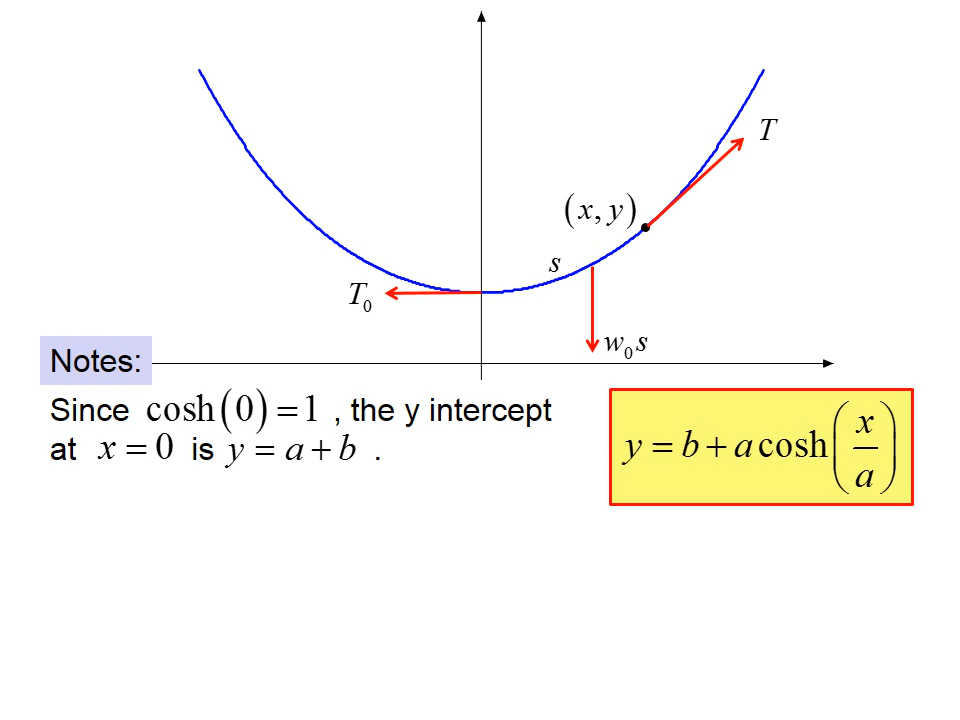 T
(x, y)
s
T₀
w₀s
Notes:
Since cosh(0) = 1 , the y intercept
at x = 0 is y = a + b .
y = b + a cosh(x/a)